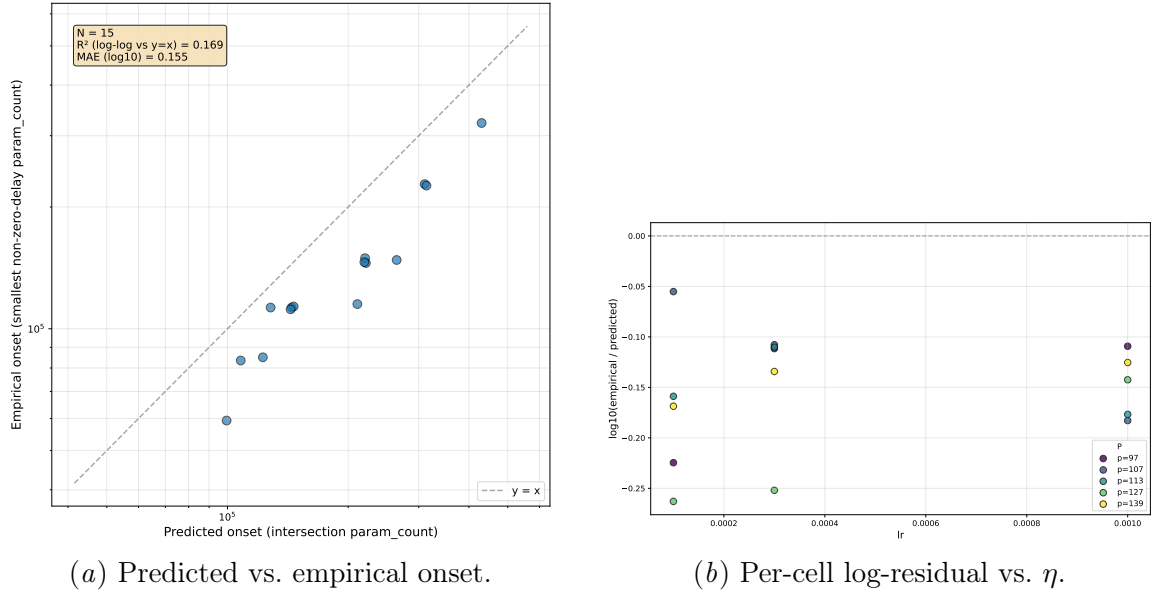 N = 15
R² (log-log vs y=x) = 0.169
MAE (log10) = 0.155
Empirical onset (smallest non-zero-delay param_count)
10⁵
y = x
10⁵
Predicted onset (intersection param_count)
(a) Predicted vs. empirical onset.
log10(empirical / predicted)
0.00
−0.05
−0.10
−0.15
−0.20
−0.25
P
p=97
p=107
p=113
p=127
p=139
0.0002
0.0004
0.0006
0.0008
0.0010
lr
(b) Per-cell log-residual vs. η.